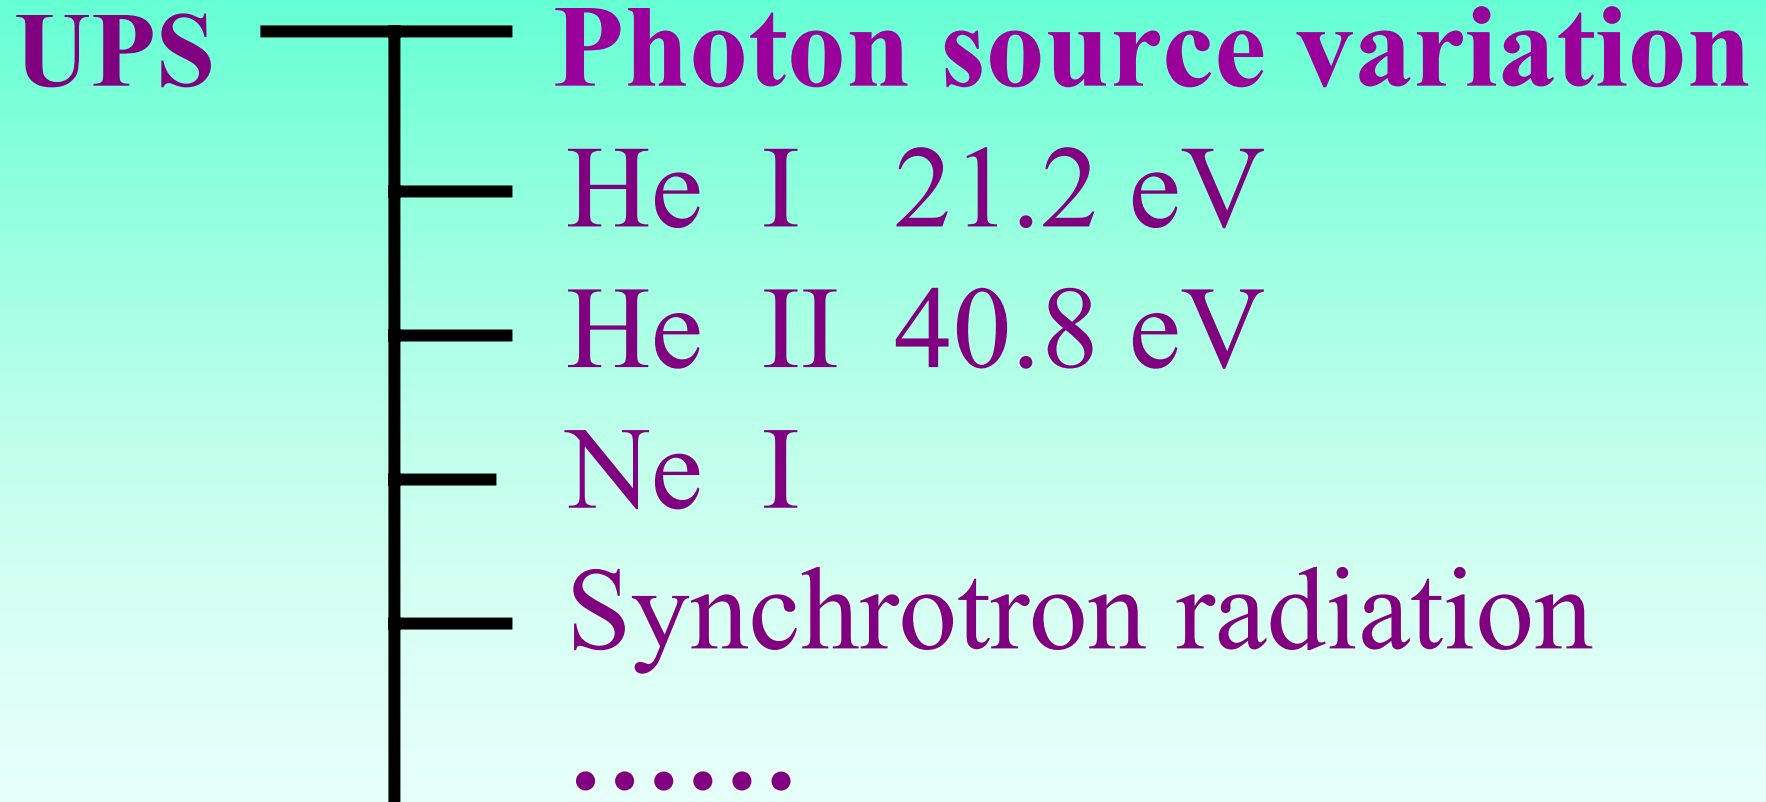 UPS Photon source variation
He I 21.2 eV
He II 40.8 eV
Ne I
Synchrotron radiation
......